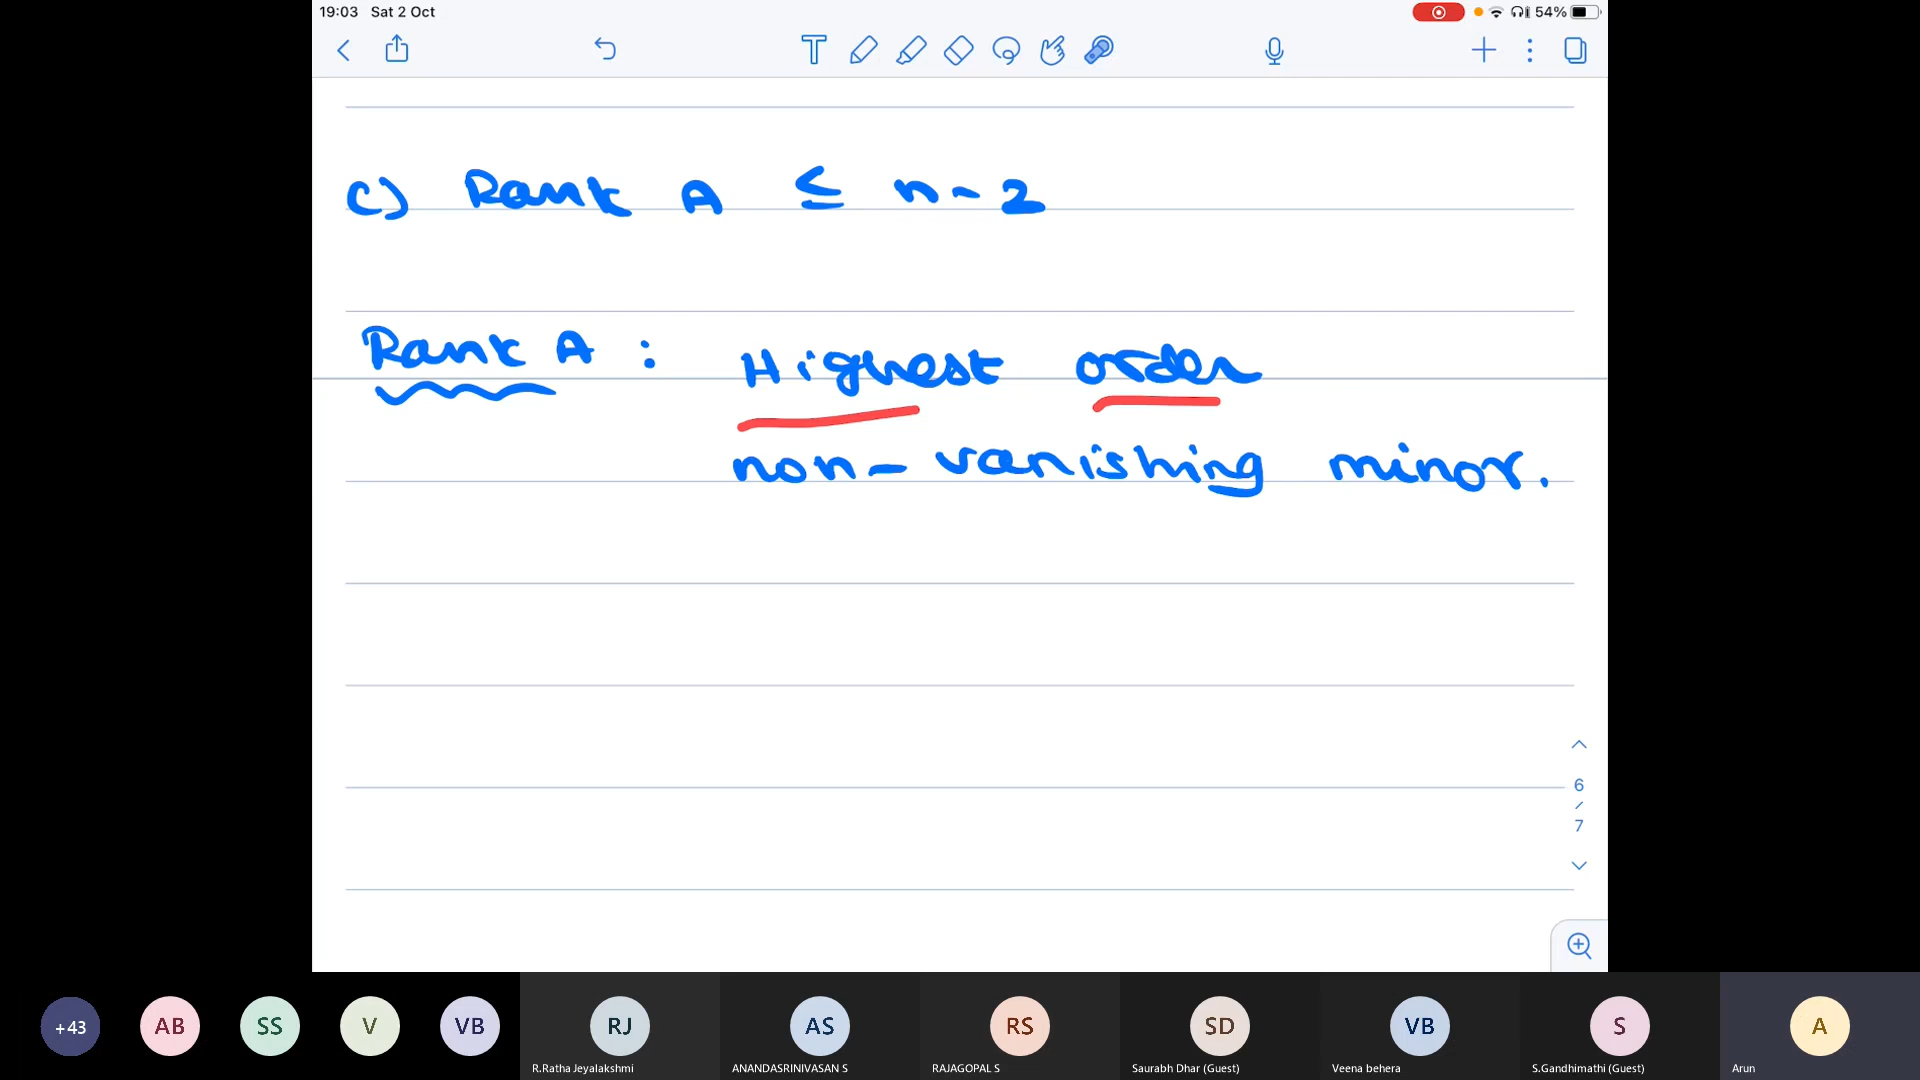 19:03 Sat 2 Oct 54%
T
c) Rank A ≤ n-2
Rank A : Highest order
non-vanishing minor.
6
/
7
+43 AB SS V VB RJ AS RS SD VB S A
R.Ratha Jeyalakshmi ANANDASRINIVASAN S RAJAGOPAL S Saurabh Dhar (Guest) Veena behera S.Gandhimathi (Guest) Arun